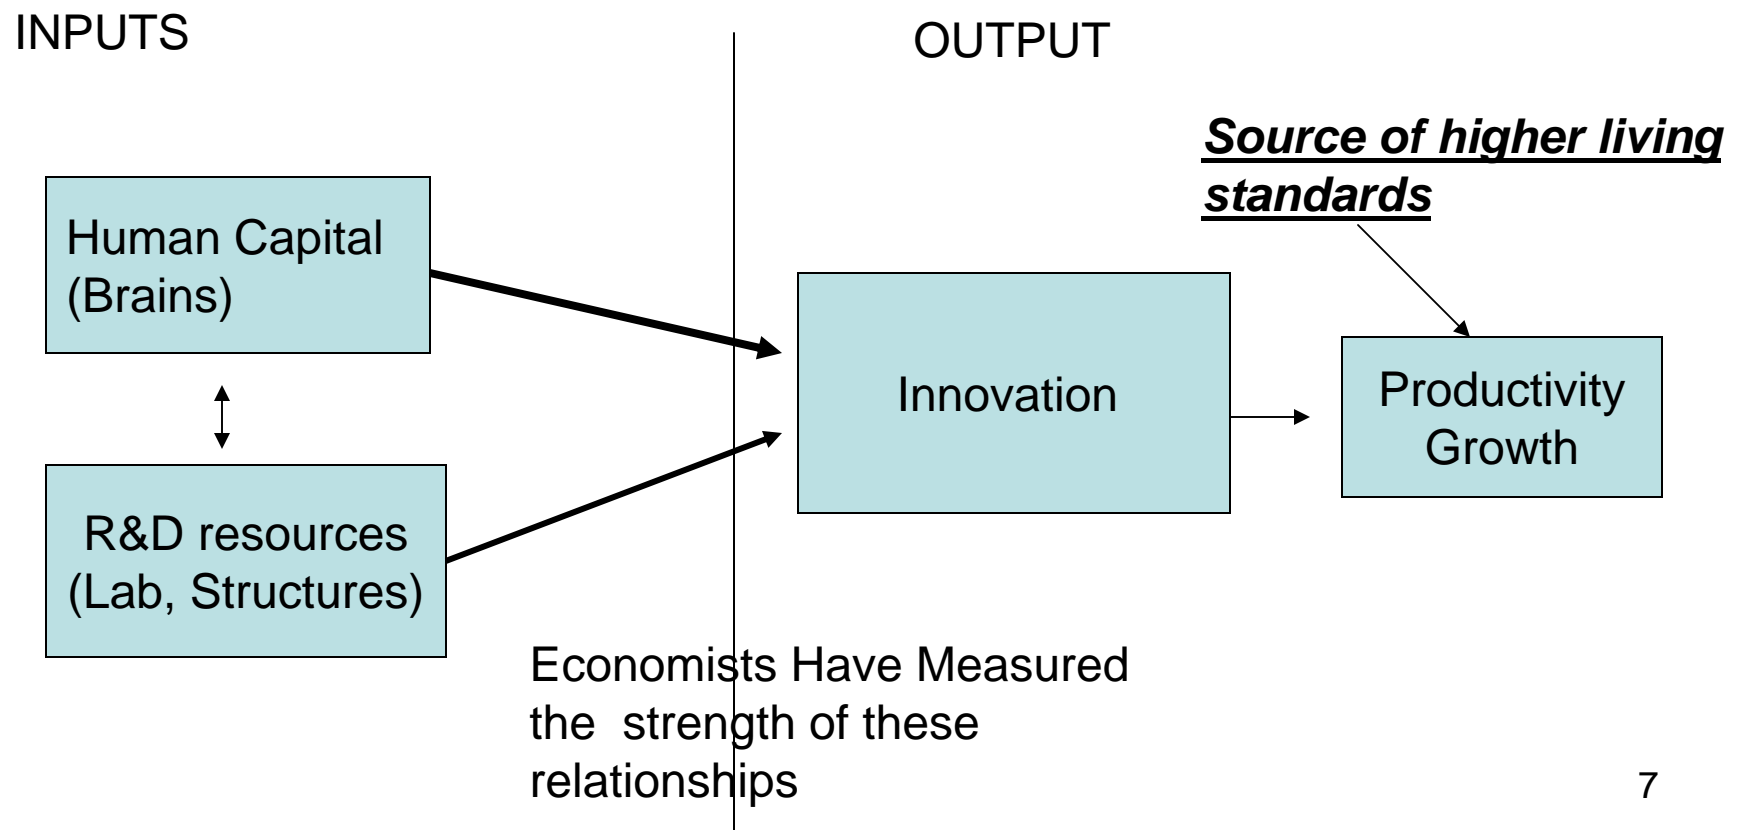 INPUTS
OUTPUT
Source of higher living
standards
Human Capital
(Brains)
Innovation
Productivity
Growth
R&D resources
(Lab, Structures)
Economists Have Measured
the  strength of these
relationships
7